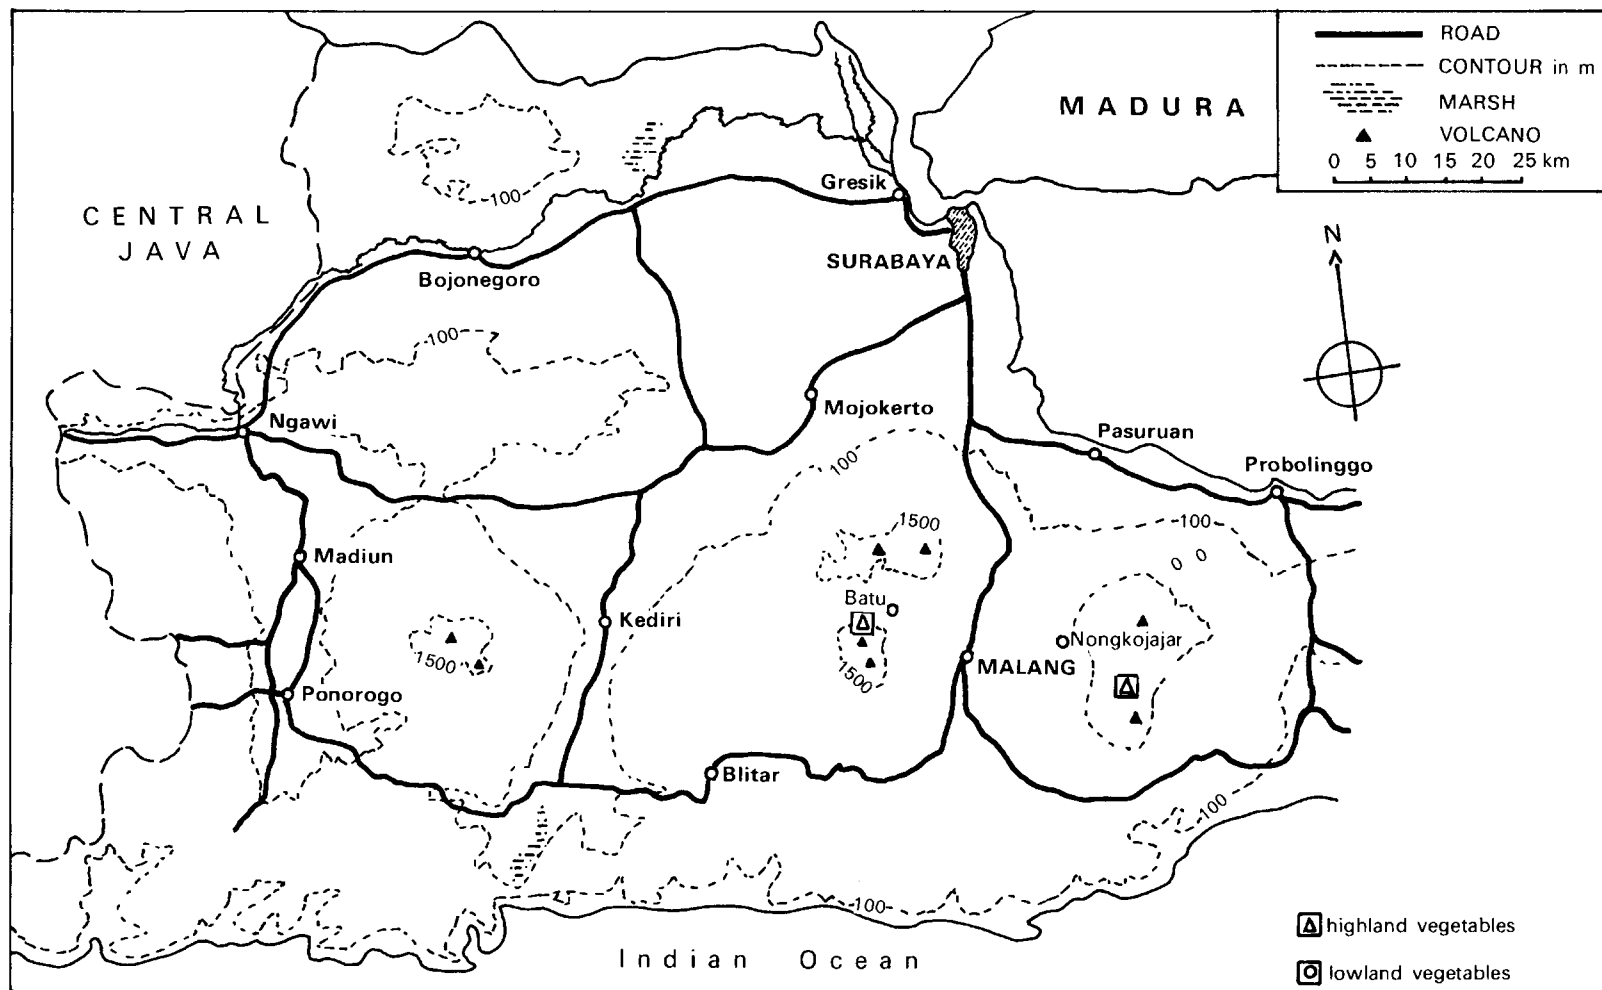 ROAD
CONTOUR in m
MARSH
VOLCANO
0 5 10 15 20 25 km
MADURA
CENTRAL
JAVA
100
Gresik
SURABAYA
N
Bojonegoro
100
Ngawi
Mojokerto
100
Pasuruan
Probolinggo
1500
100
0 0
Madiun
Batu
Kediri
Nongkojajar
1500
1500
MALANG
Ponorogo
Blitar
100
100
Indian Ocean
highland vegetables
lowland vegetables